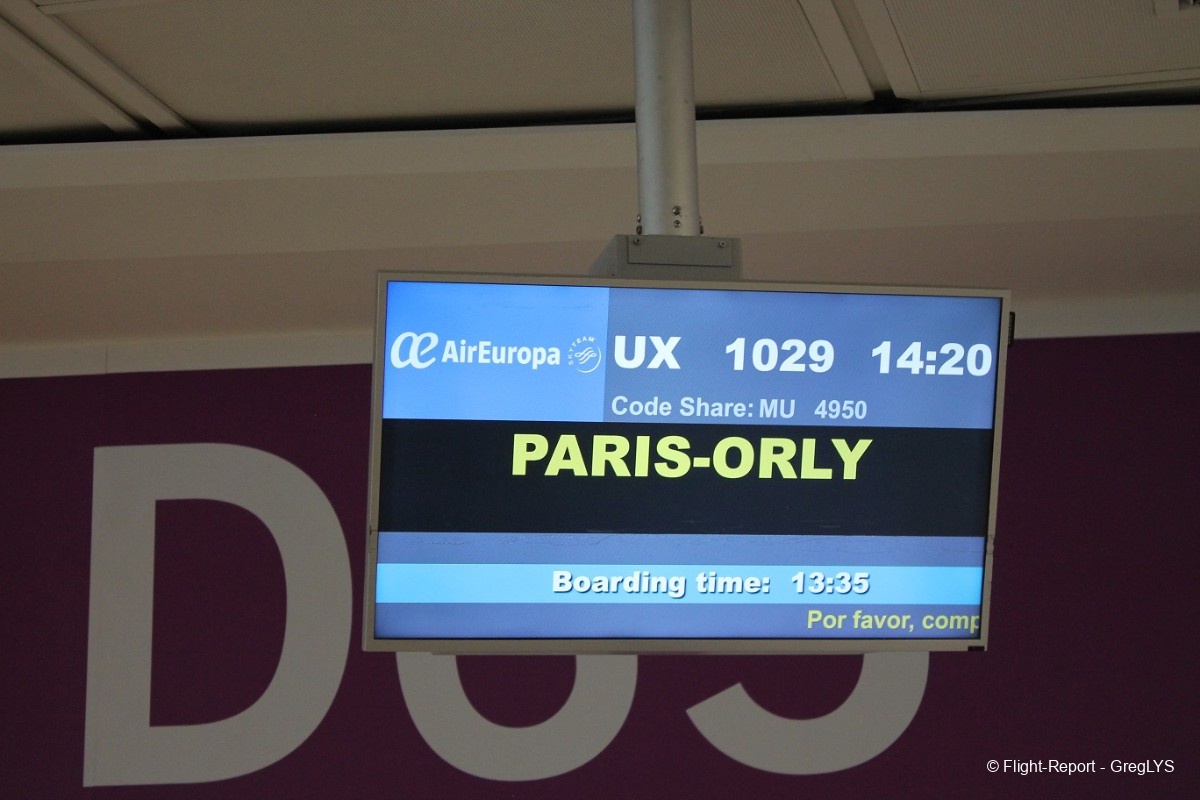 æ AirEuropa SKYTEAM UX 1029 14:20
Code Share: MU 4950
PARIS-ORLY
Boarding time: 13:35
Por favor, comp
D
© Flight-Report - GregLYS